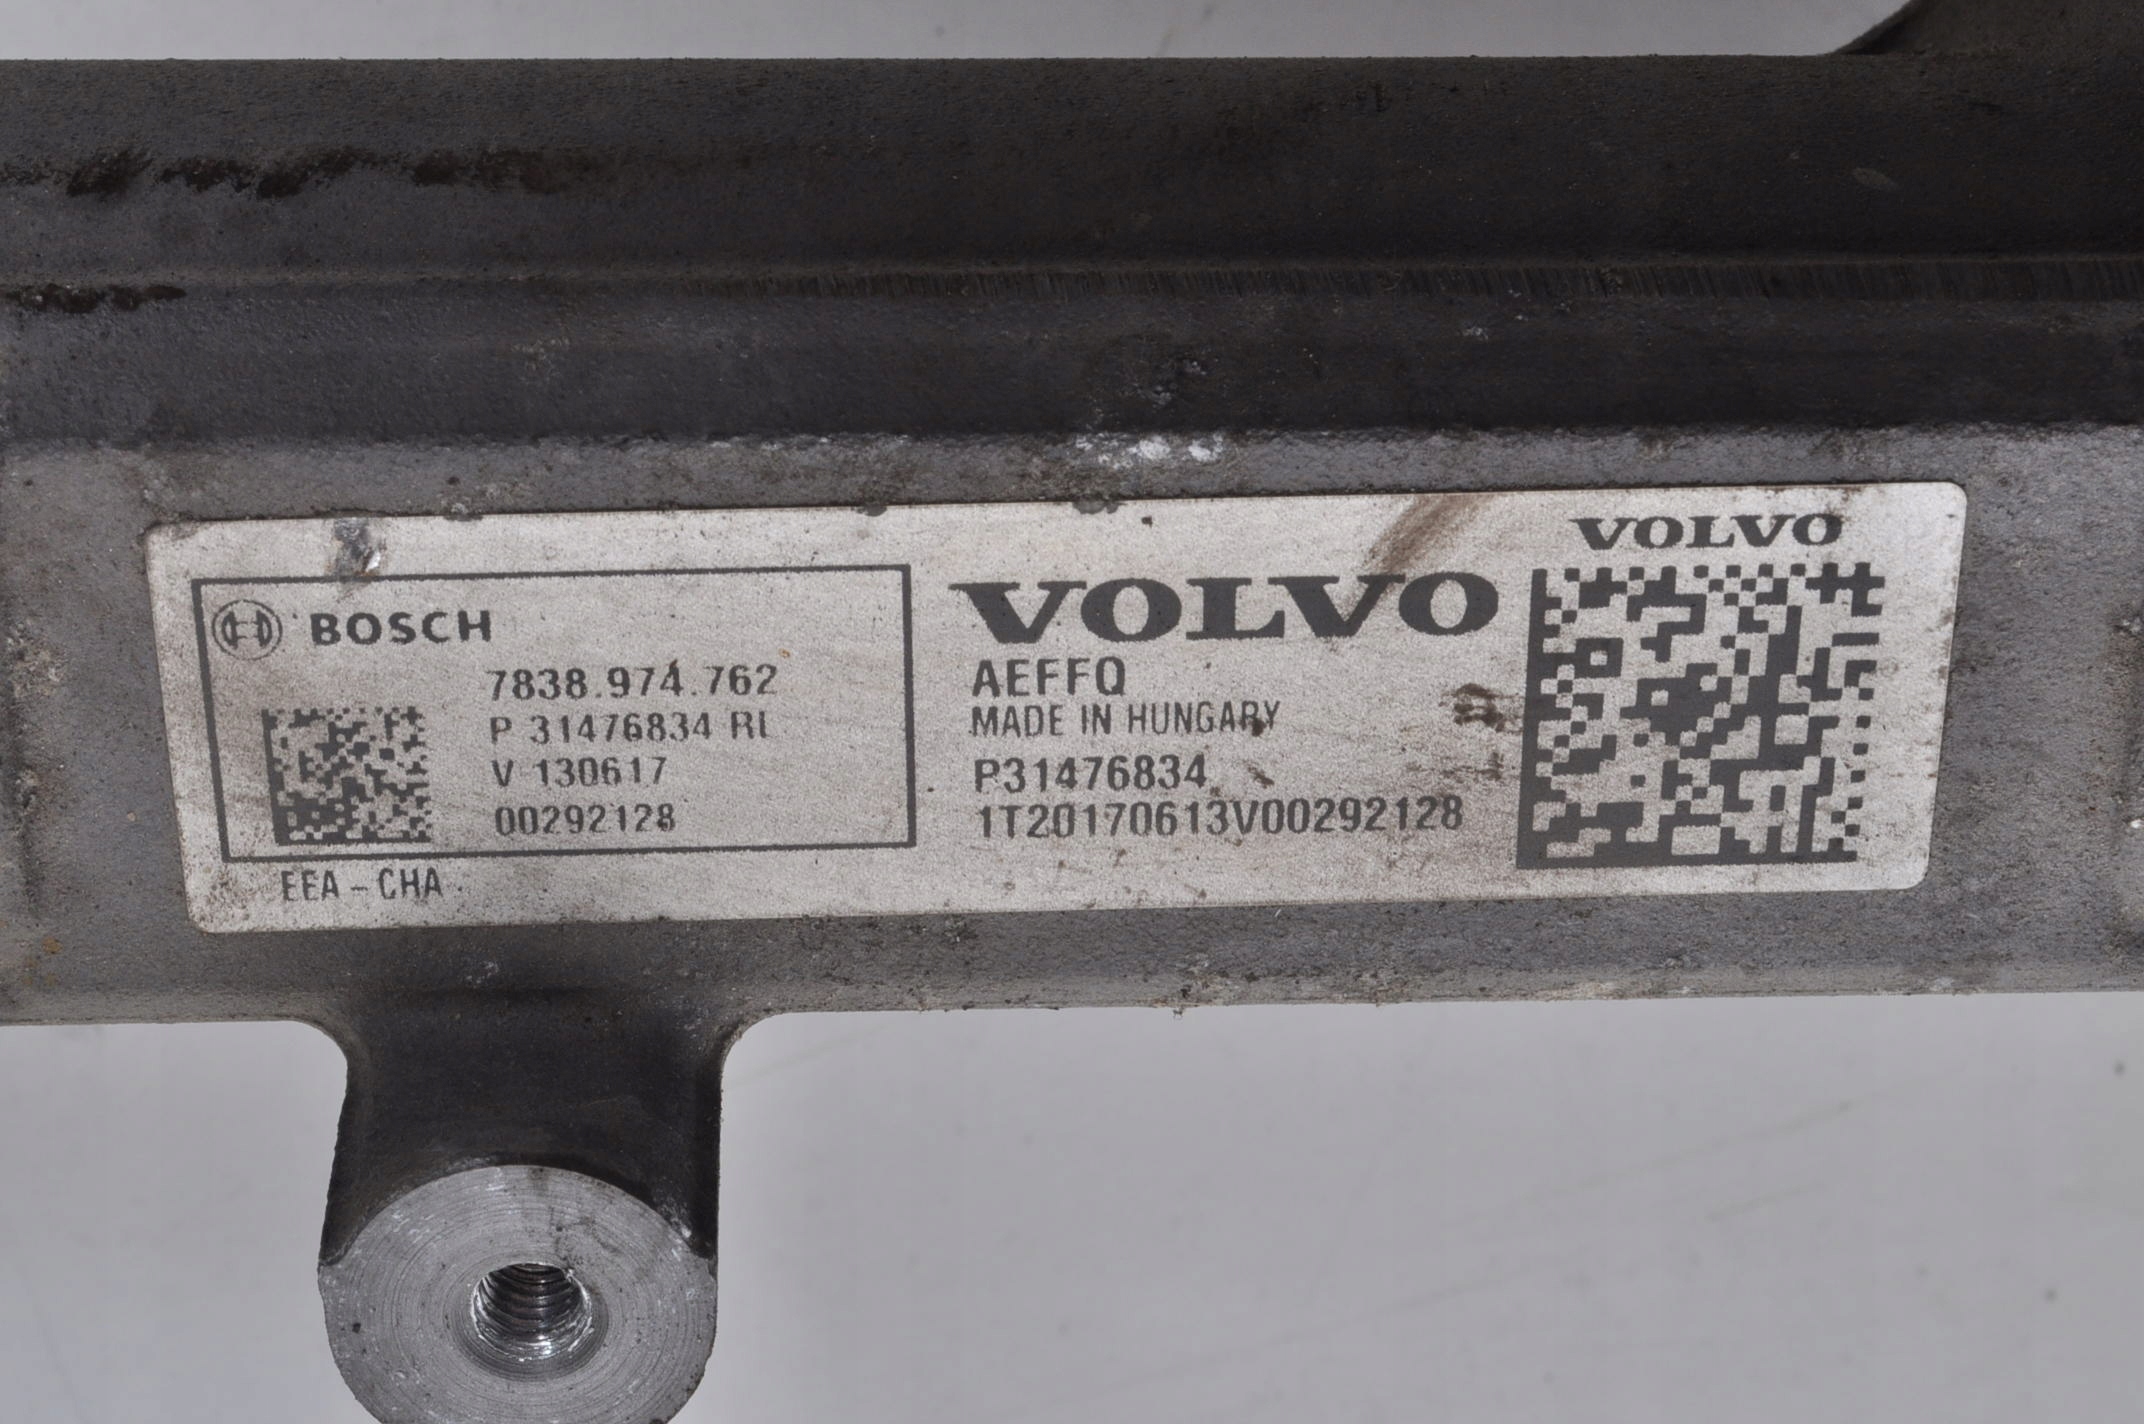 BOSCH
7838.974.762
P 31476834 RL
V 130617
00292128
EEA - CHA
VOLVO
AEFFQ
MADE IN HUNGARY
P31476834
1T20170613V00292128
VOLVO